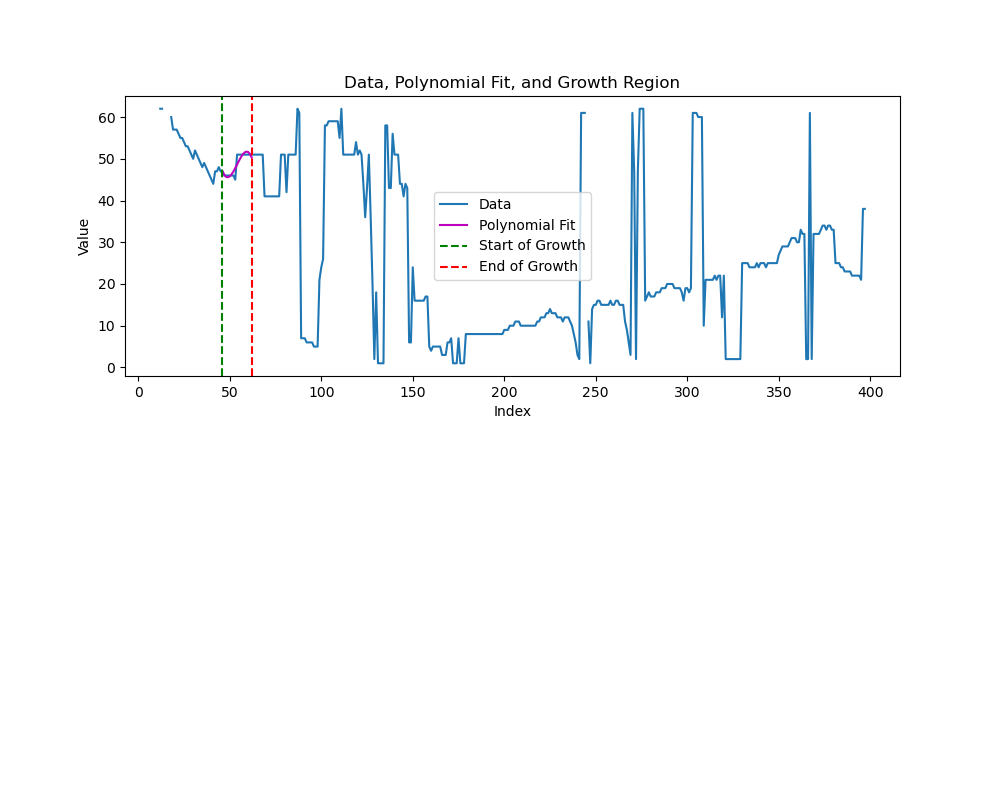 Data, Polynomial Fit, and Growth Region
Value
60
50
40
30
20
10
0
Data
Polynomial Fit
Start of Growth
End of Growth
0 50 100 150 200 250 300 350 400
Index